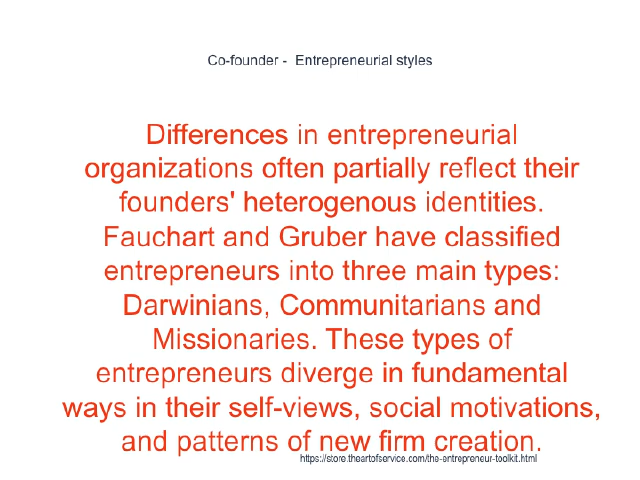 Co-founder -  Entrepreneurial styles
Differences in entrepreneurial
organizations often partially reflect their
founders' heterogenous identities.
Fauchart and Gruber have classified
entrepreneurs into three main types:
Darwinians, Communitarians and
Missionaries. These types of
entrepreneurs diverge in fundamental
ways in their self-views, social motivations,
and patterns of new firm creation.
https://store.theartofservice.com/the-entrepreneur-toolkit.html